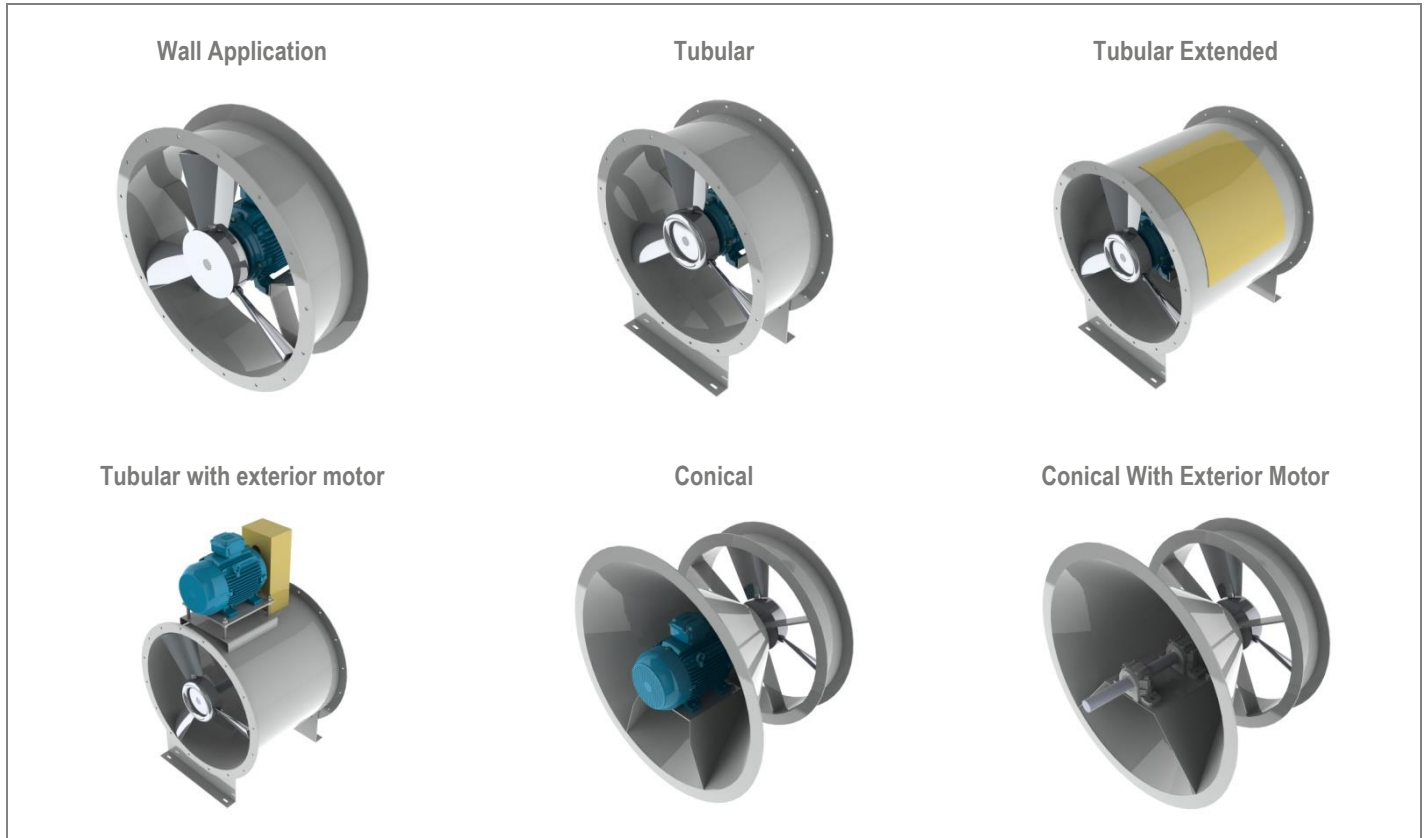 Wall Application
Tubular
Tubular Extended
Tubular with exterior motor
Conical
Conical With Exterior Motor